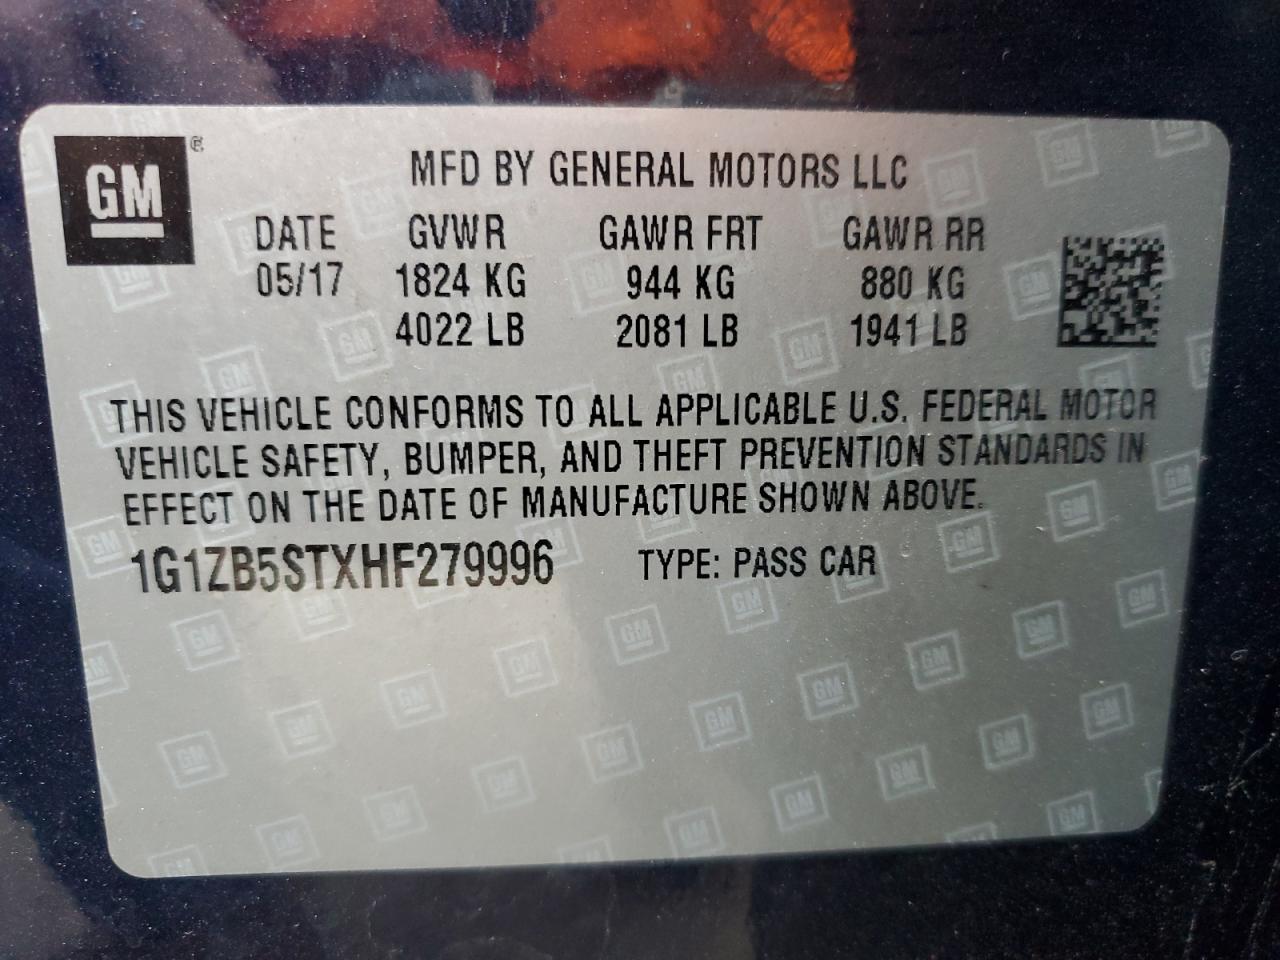 GM ®
MFD BY GENERAL MOTORS LLC
DATE GVWR GAWR FRT GAWR RR
05/17 1824 KG 944 KG 880 KG
4022 LB 2081 LB 1941 LB
THIS VEHICLE CONFORMS TO ALL APPLICABLE U.S. FEDERAL MOTOR
VEHICLE SAFETY, BUMPER, AND THEFT PREVENTION STANDARDS IN
EFFECT ON THE DATE OF MANUFACTURE SHOWN ABOVE.
1G1ZB5STXHF279996 TYPE: PASS CAR